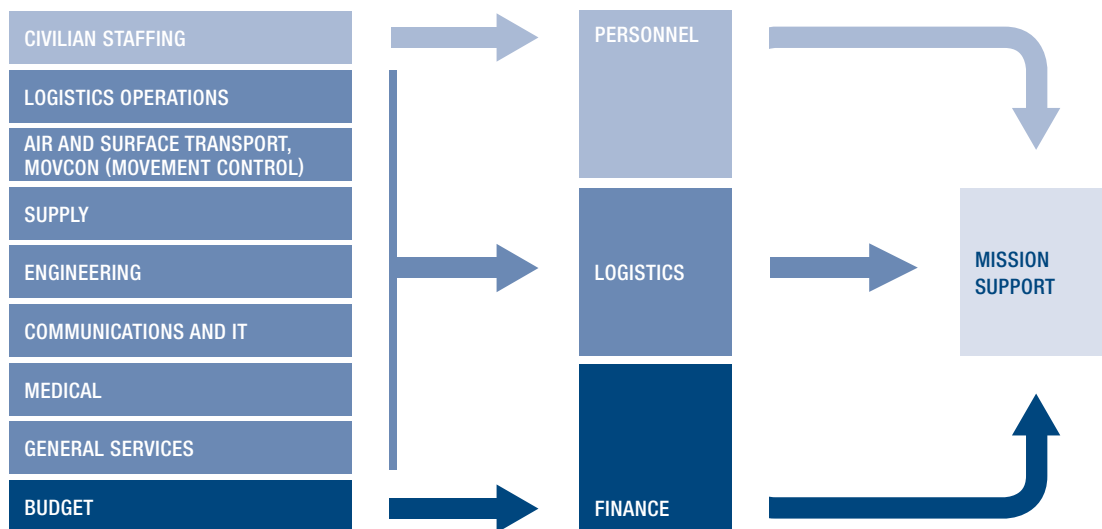 CIVILIAN STAFFING
LOGISTICS OPERATIONS
AIR AND SURFACE TRANSPORT,
MOVCON (MOVEMENT CONTROL)
SUPPLY
ENGINEERING
COMMUNICATIONS AND IT
MEDICAL
GENERAL SERVICES
BUDGET
PERSONNEL
LOGISTICS
FINANCE
MISSION
SUPPORT